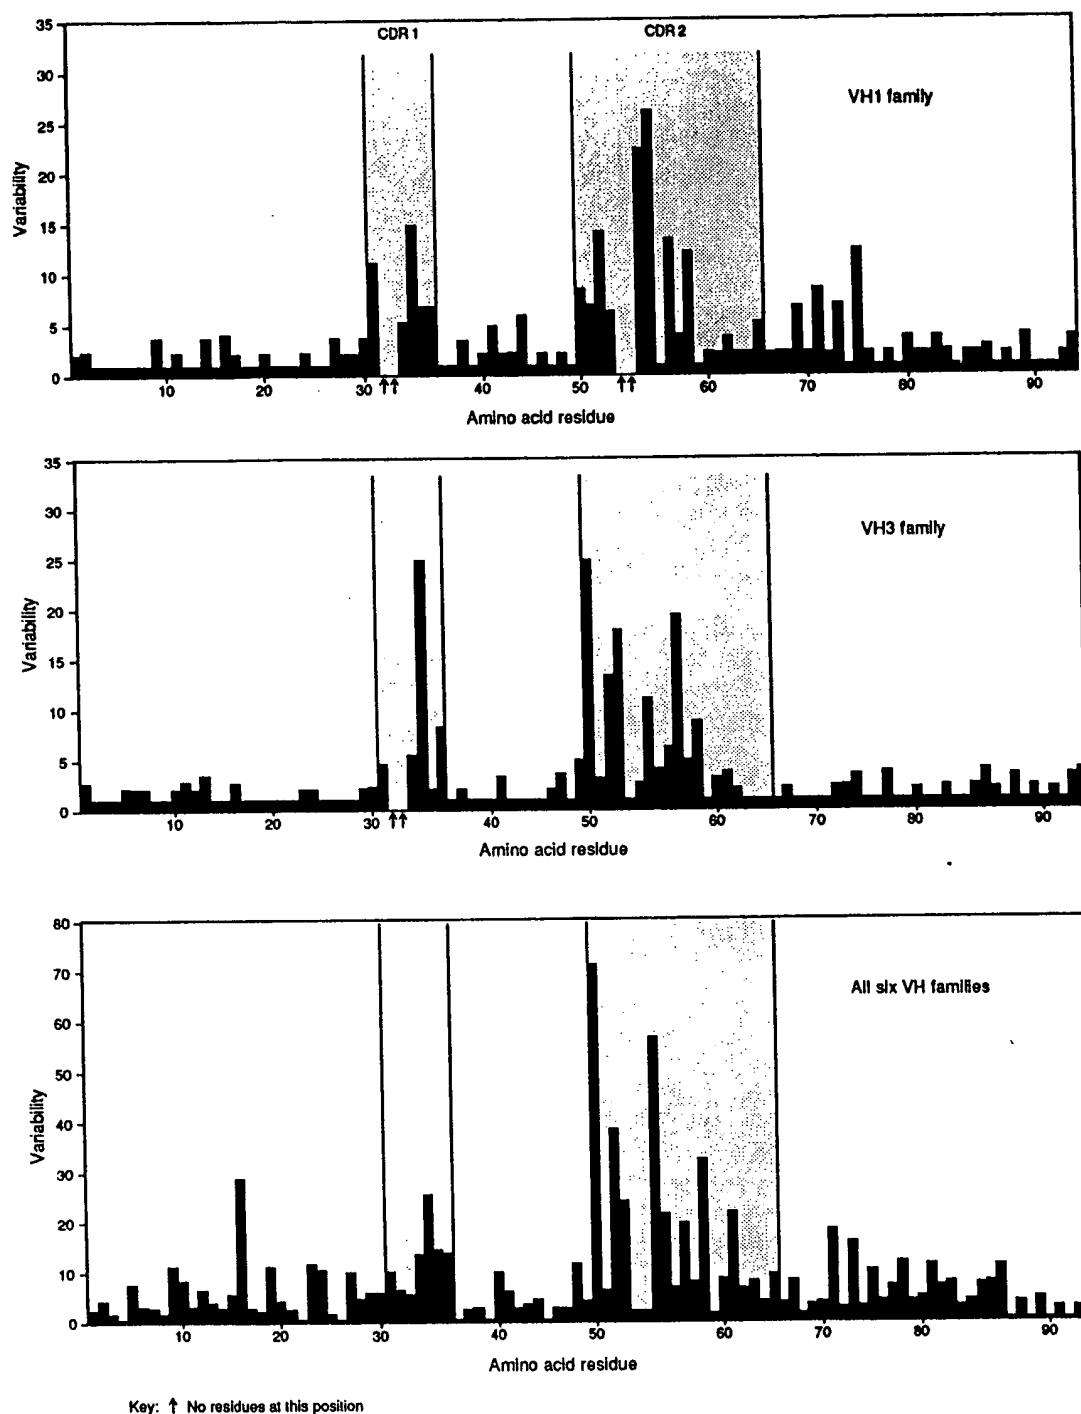 35
30
25
20
15
10
5
0
Variability
CDR 1
CDR 2
VH1 family
10 20 30 40 50 60 70 80 90
Amino acid residue
35
30
25
20
15
10
5
0
Variability
VH3 family
10 20 30 40 50 60 70 80 90
Amino acid residue
80
70
60
50
40
30
20
10
0
Variability
All six VH families
10 20 30 40 50 60 70 80 90
Amino acid residue
Key: ↑ No residues at this position